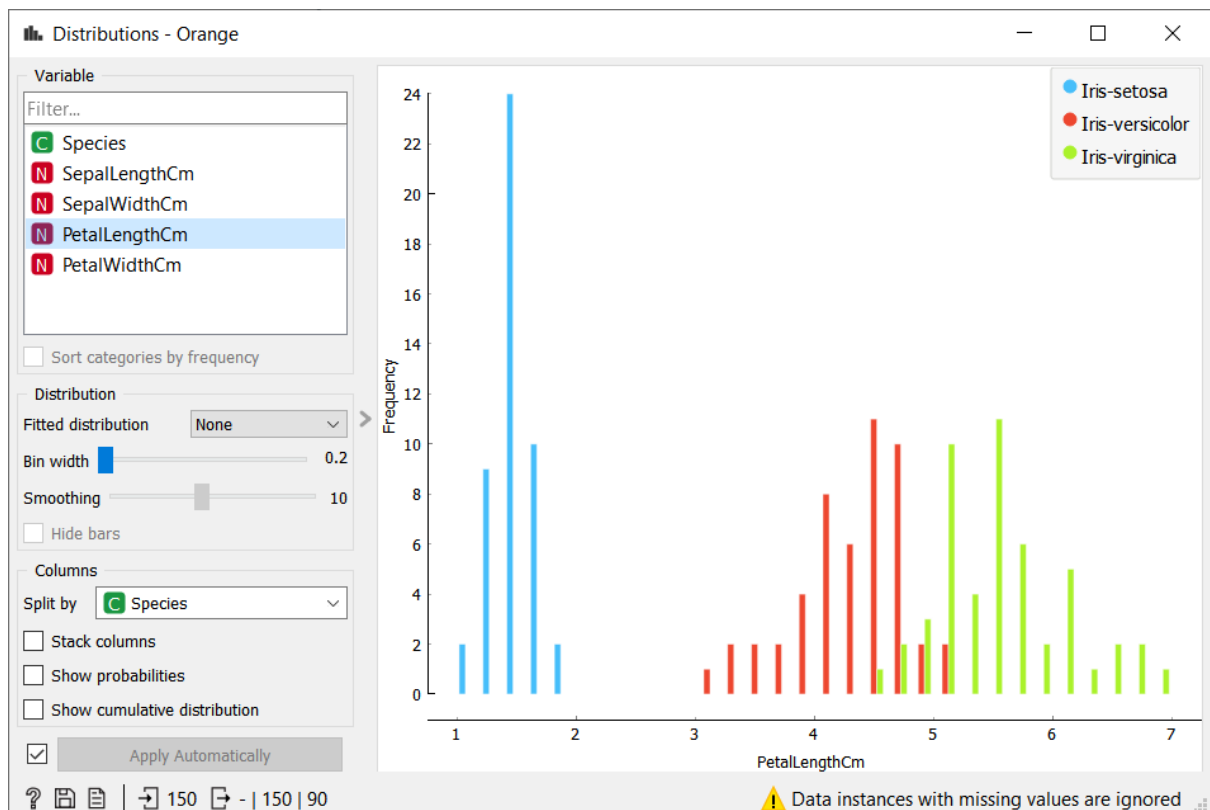 Distributions - Orange
Variable
Filter...
C Species
N SepalLengthCm
N SepalWidthCm
N PetalLengthCm
N PetalWidthCm
Sort categories by frequency
Distribution
Fitted distribution None
Bin width 0.2
Smoothing 10
Hide bars
Columns
Split by C Species
Stack columns
Show probabilities
Show cumulative distribution
Apply Automatically
? 150 - | 150 | 90
Iris-setosa
Iris-versicolor
Iris-virginica
24
22
20
18
16
14
12
10
8
6
4
2
0
Frequency
1 2 3 4 5 6 7
PetalLengthCm
Data instances with missing values are ignored